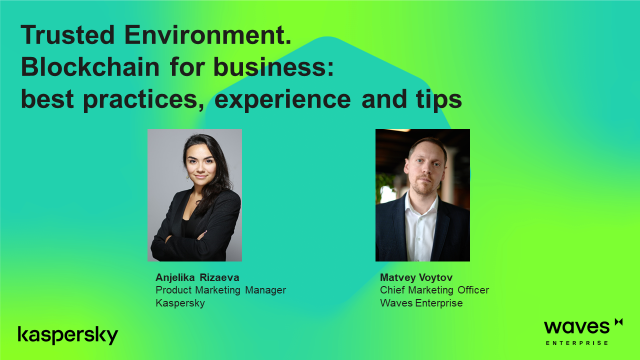 Trusted Environment.
Blockchain for business:
best practices, experience and tips
Anjelika Rizaeva
Product Marketing Manager
Kaspersky
Matvey Voytov
Chief Marketing Officer
Waves Enterprise
kaspersky
waves
ENTERPRISE